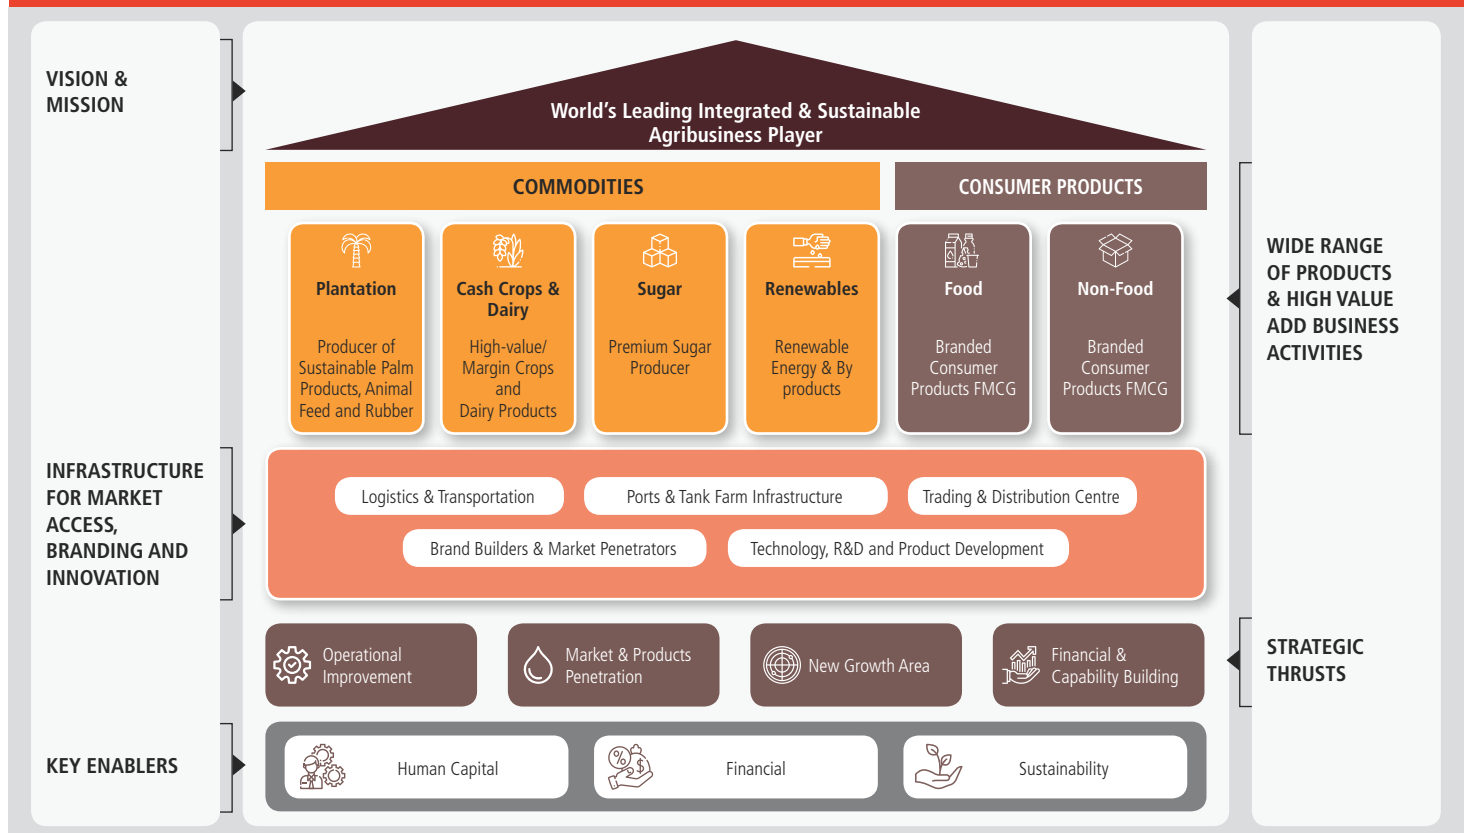 VISION &
MISSION
World's Leading Integrated & Sustainable
Agribusiness Player
COMMODITIES
CONSUMER PRODUCTS
Plantation
Producer of
Sustainable Palm
Products, Animal
Feed and Rubber
Cash Crops &
Dairy
High-value/
Margin Crops
and
Dairy Products
Sugar
Premium Sugar
Producer
Renewables
Renewable
Energy & By
products
Food
Branded
Consumer
Products FMCG
Non-Food
Branded
Consumer
Products FMCG
WIDE RANGE
OF PRODUCTS
& HIGH VALUE
ADD BUSINESS
ACTIVITIES
INFRASTRUCTURE
FOR MARKET
ACCESS,
BRANDING AND
INNOVATION
Logistics & Transportation
Ports & Tank Farm Infrastructure
Trading & Distribution Centre
Brand Builders & Market Penetrators
Technology, R&D and Product Development
Operational
Improvement
Market & Products
Penetration
New Growth Area
Financial &
Capability Building
STRATEGIC
THRUSTS
KEY ENABLERS
Human Capital
Financial
Sustainability